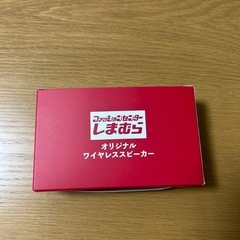 ファッションセンター
しまむら
オリジナル
ワイヤレススピーカー